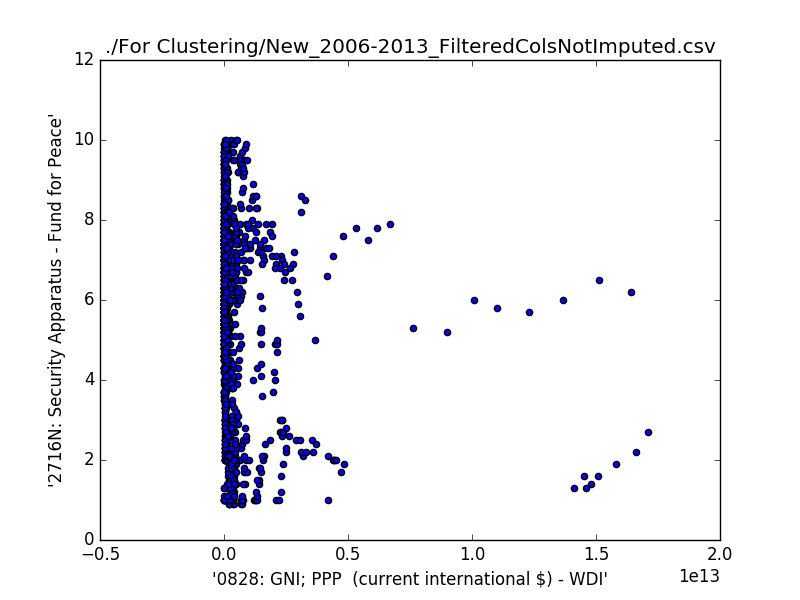 ./For Clustering/New_2006-2013_FilteredColsNotImputed.csv
'2716N: Security Apparatus - Fund for Peace'
12
10
8
6
4
2
0
−0.5 0.0 0.5 1.0 1.5 2.0
1e13
'0828: GNI; PPP  (current international $) - WDI'